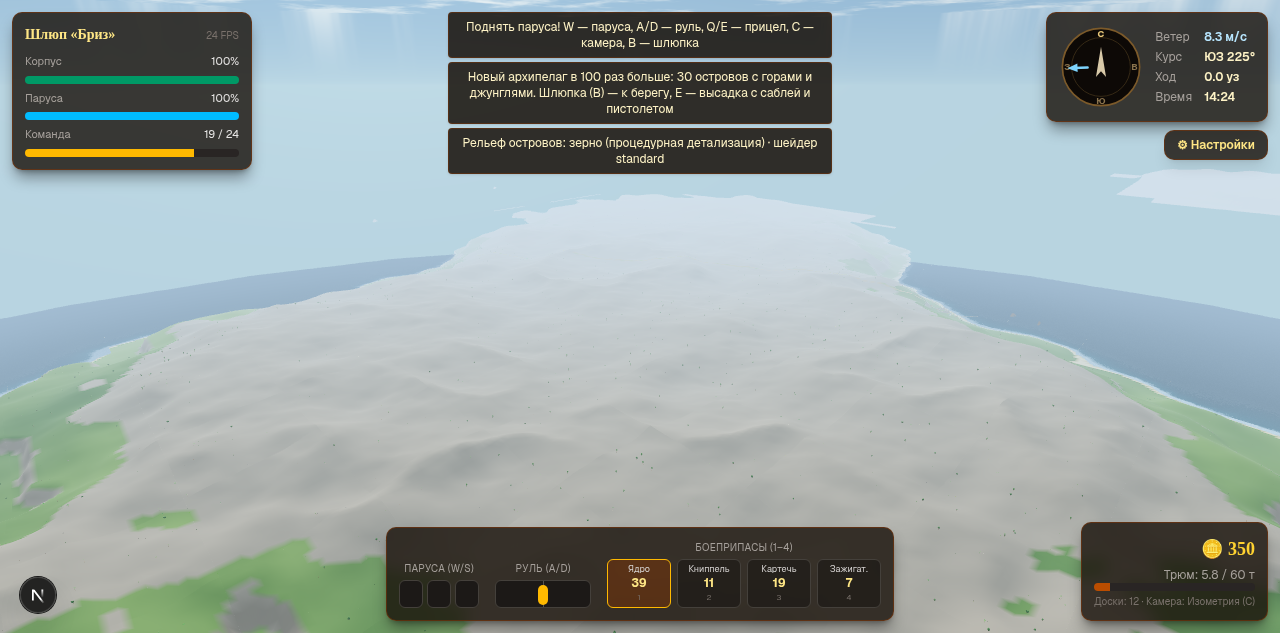 Шлюп «Бриз»
24 FPS
Корпус
100%
Паруса
100%
Команда
19 / 24
Поднять паруса! W — паруса, A/D — руль, Q/E — прицел, C —
камера, B — шлюпка
Новый архипелаг в 100 раз больше: 30 островов с горами и
джунглями. Шлюпка (B) — к берегу, E — высадка с саблей и
пистолетом
Рельеф островов: зерно (процедурная детализация) · шейдер
standard
С
З
В
Ю
Ветер 8.3 м/с
Курс ЮЗ 225°
Ход 0.0 уз
Время 14:24
⚙ Настройки
БОЕПРИПАСЫ (1–4)
ПАРУСА (W/S)
РУЛЬ (A/D)
Ядро
39
1
Книппель
11
2
Картечь
19
3
Зажигат.
7
4
350
Трюм: 5.8 / 60 т
Доски: 12 · Камера: Изометрия (C)
N